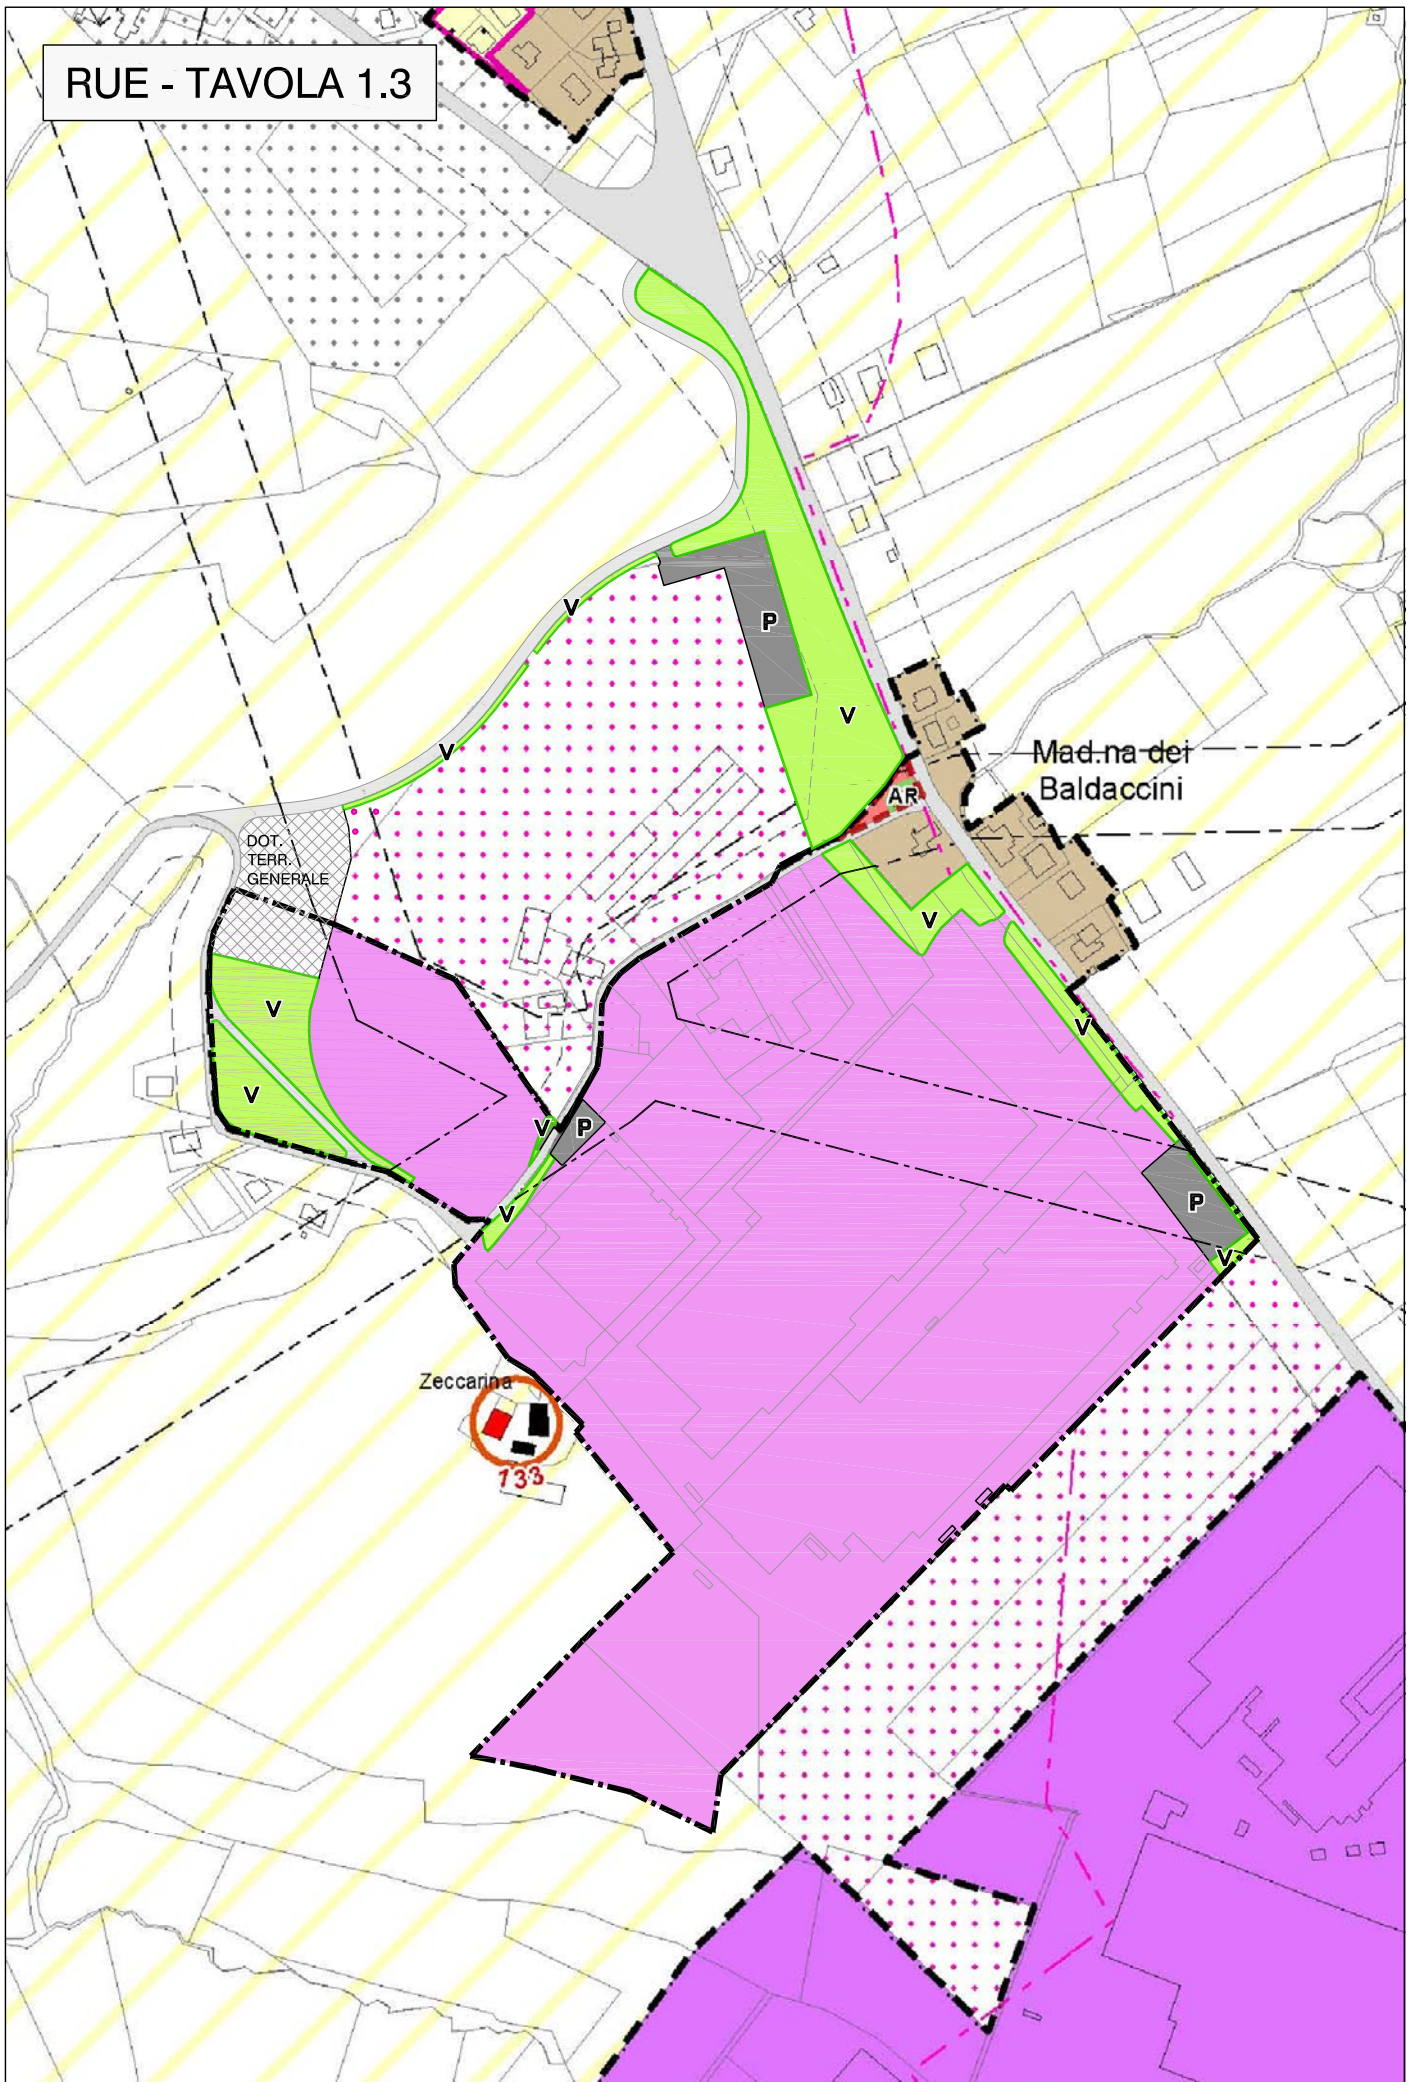 RUE - TAVOLA 1.3
V
P
V
V
Mad.na dei
Baldaccini
AR
DOT.
TERR.
GENERALE
V
V
V
V
V
P
P
V
V
Zeccarina
133